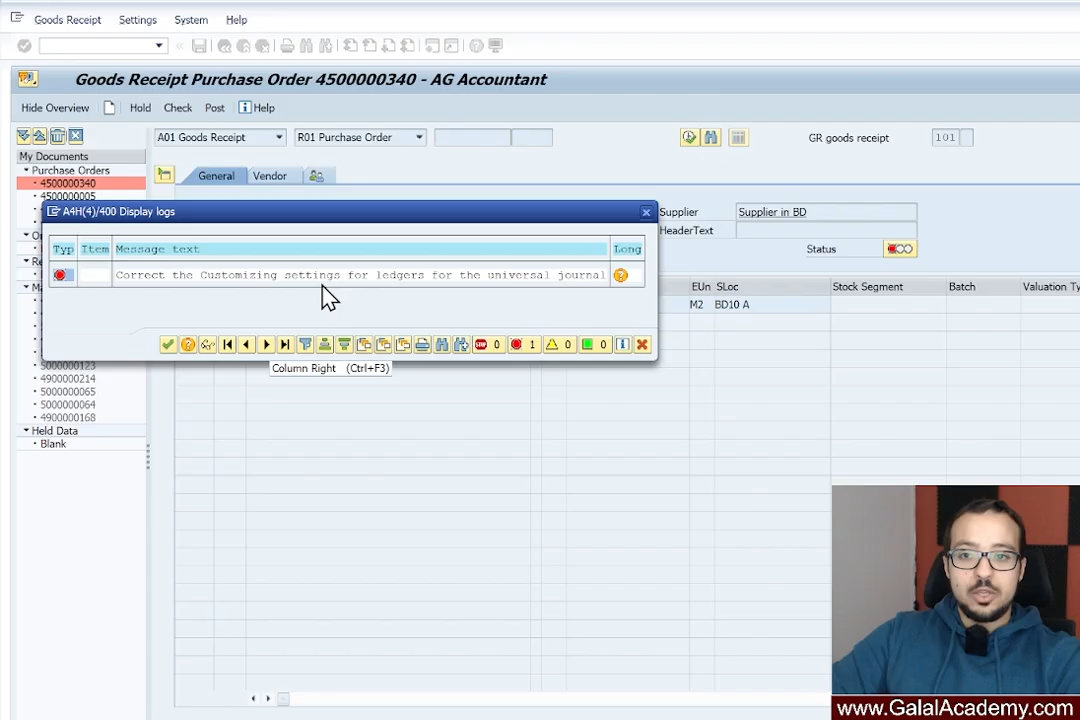 Goods Receipt Settings System Help
Goods Receipt Purchase Order 4500000340 - AG Accountant
Hide Overview Hold Check Post Help
A01 Goods Receipt R01 Purchase Order GR goods receipt 101
My Documents
Purchase Orders
4500000340
4500000005
General Vendor
A4H(4)/400 Display logs
Supplier Supplier in BD
HeaderText
Status
Typ Item Message text Long
Correct the Customizing settings for ledgers for the universal journal
EUn SLoc Stock Segment Batch Valuation Ty
M2 BD10 A
0 1 0 0
Column Right (Ctrl+F3)
5000000123
4900000214
5000000065
5000000064
4900000168
Held Data
Blank
www.GalalAcademy.com